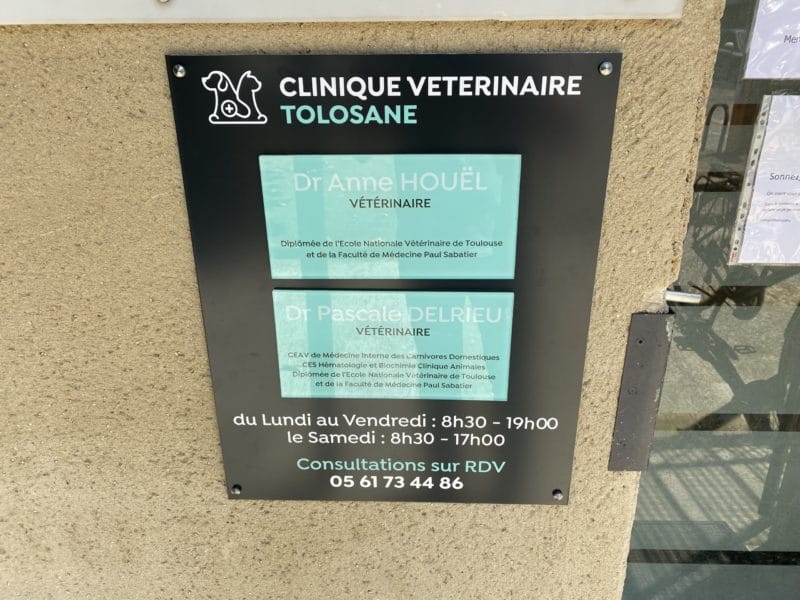 CLINIQUE VETERINAIRE
TOLOSANE
Dr Anne HOUËL
VÉTÉRINAIRE
Diplômée de l'Ecole Nationale Vétérinaire de Toulouse
et de la Faculté de Médecine Paul Sabatier
Dr Pascale DELRIEU
VÉTÉRINAIRE
CEAV de Médecine Interne des Carnivores Domestiques
CES Hématologie et Biochimie Clinique Animales
Diplômée de l'Ecole Nationale Vétérinaire de Toulouse
et de la Faculté de Médecine Paul Sabatier
du Lundi au Vendredi : 8h30 - 19h00
le Samedi : 8h30 - 17h00
Consultations sur RDV
05 61 73 44 86
Sonnez,